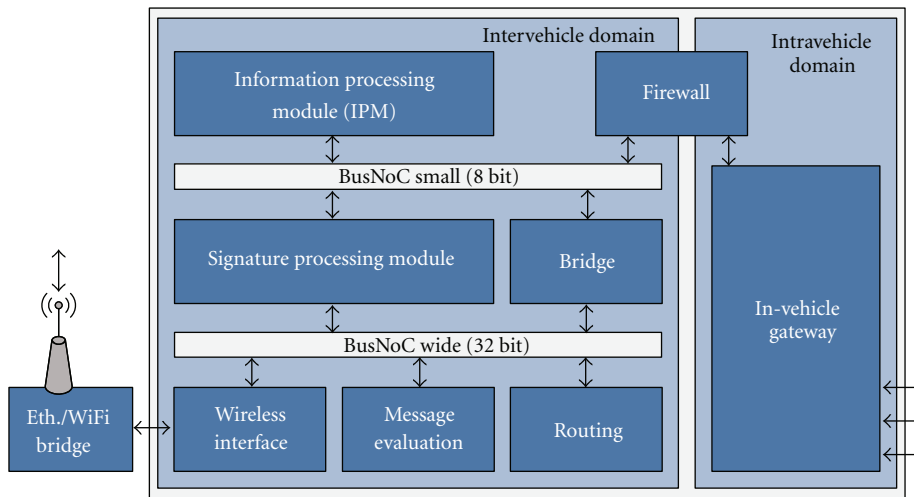 Intervehicle domain
Intravehicle
domain
Information processing
module (IPM)
Firewall
BusNoC small (8 bit)
Signature processing module
Bridge
In-vehicle
gateway
BusNoC wide (32 bit)
Eth./WiFi
bridge
Wireless
interface
Message
evaluation
Routing